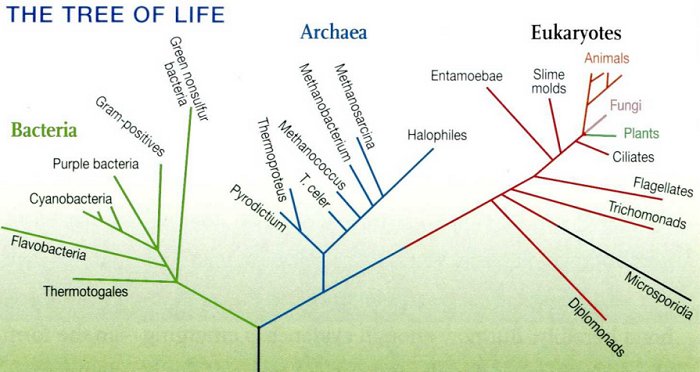 THE TREE OF LIFE
Archaea
Eukaryotes
Green nonsulfur
bacteria
Animals
Methanosarcina
Methanobacterium
Entamoebae
Slime
molds
Gram-positives
Fungi
Bacteria
Halophiles
Plants
Thermoproteus
Methanococcus
Purple bacteria
Ciliates
T. celer
Flagellates
Cyanobacteria
Pyrodictium
Trichomonads
Flavobacteria
Thermotogales
Microsporidia
Diplomonads